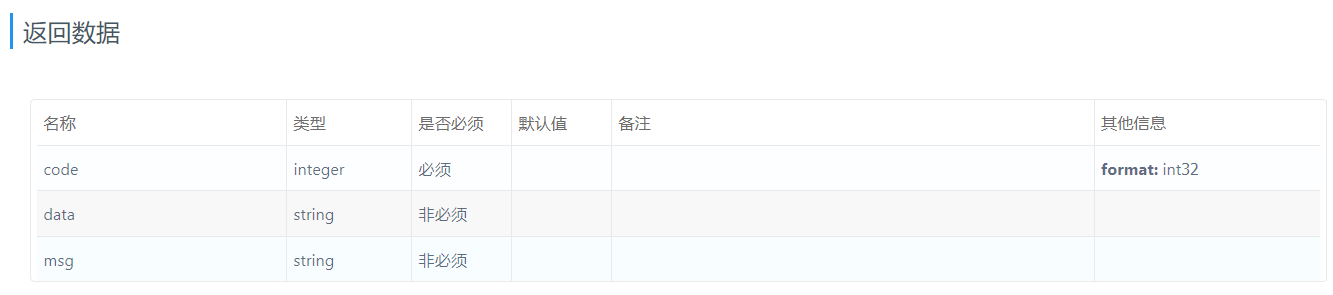 返回数据
名称 类型 是否必须 默认值 备注 其他信息
code integer 必须 format: int32
data string 非必须
msg string 非必须